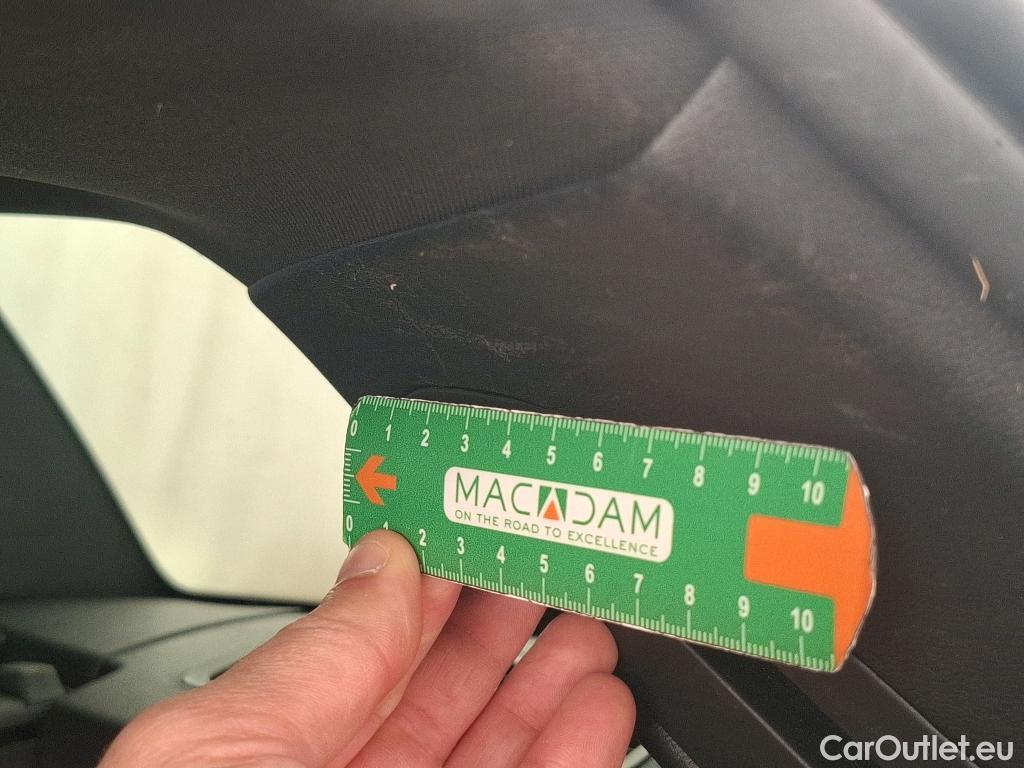 0 1 2 3 4 5 6 7 8 9 10
MACADAM
ON THE ROAD TO EXCELLENCE
0 1 2 3 4 5 6 7 8 9 10
CarOutlet.eu